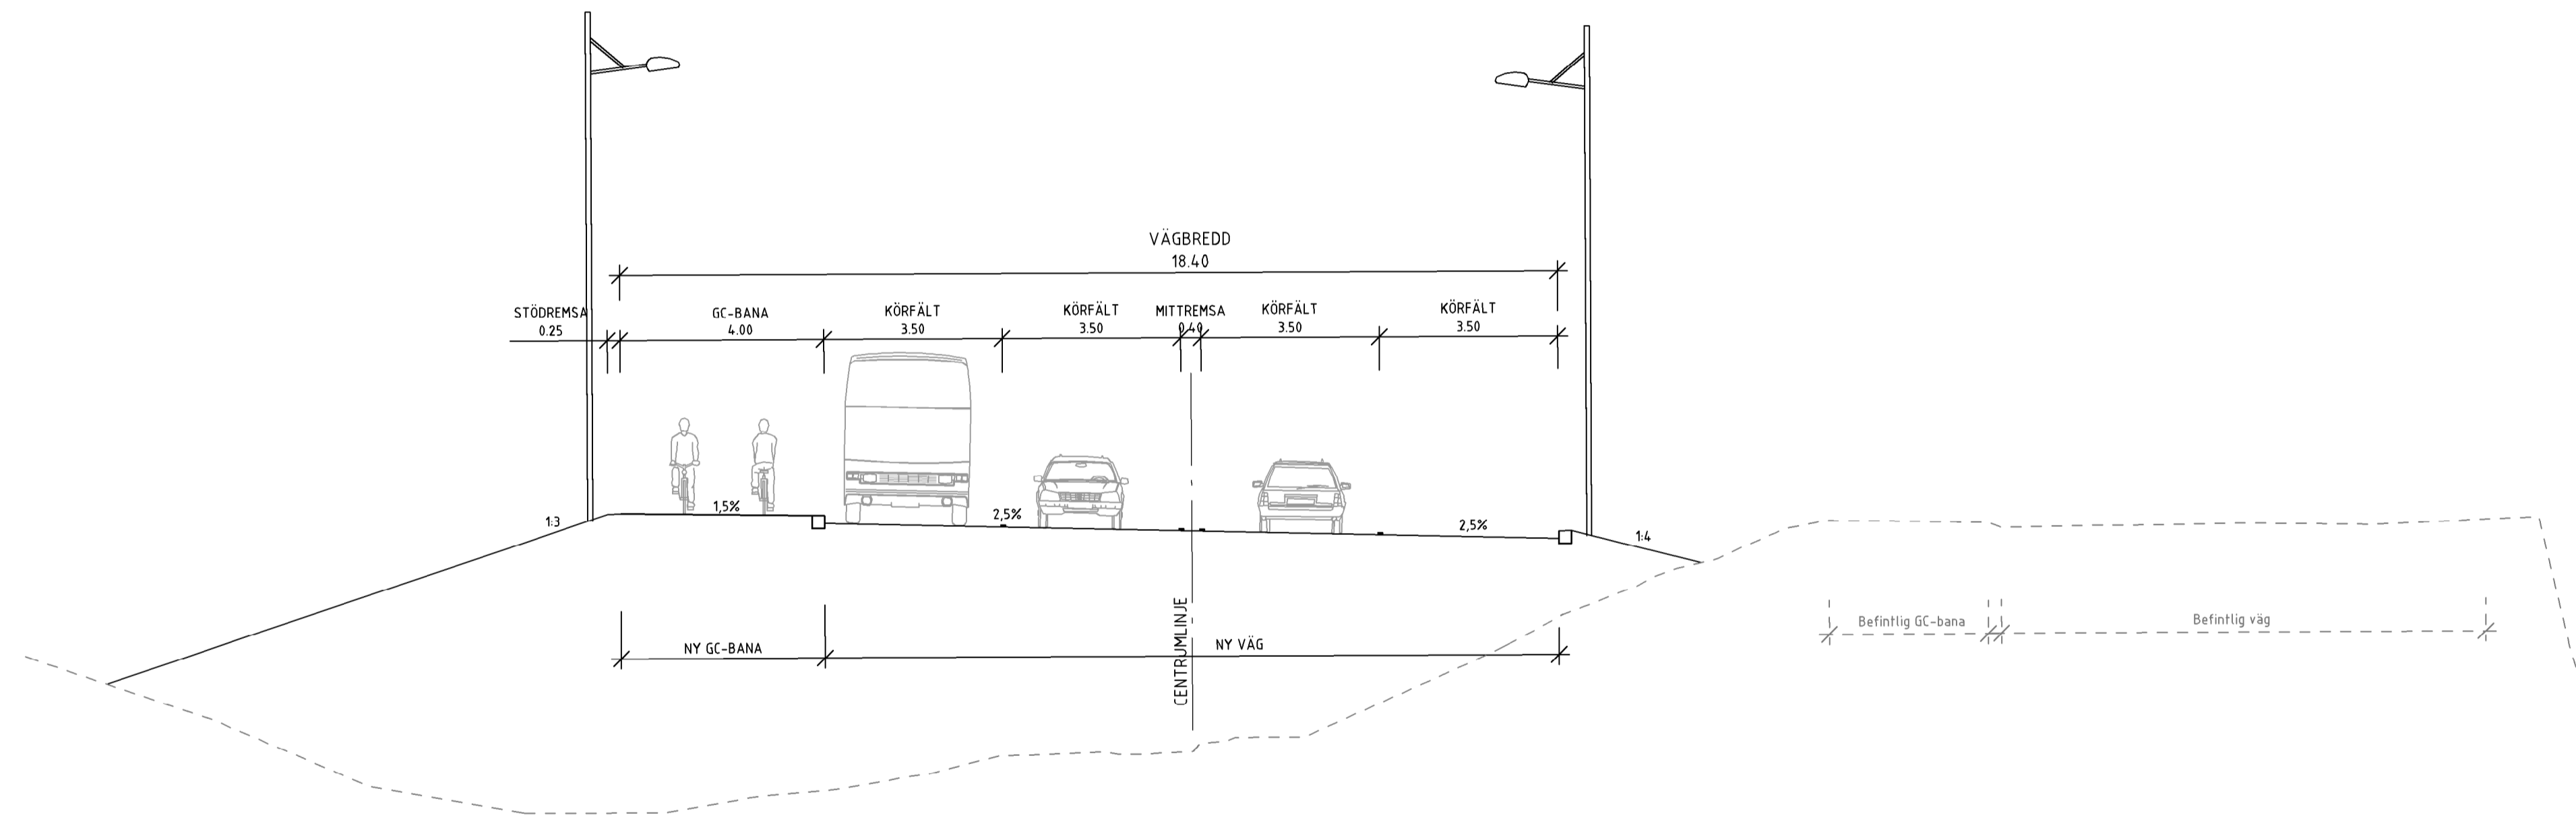 VÄGBREDD
18.40
STÖDREMSA
0.25
GC-BANA
4.00
KÖRFÄLT
3.50
KÖRFÄLT
3.50
MITTREMSA
0.40
KÖRFÄLT
3.50
KÖRFÄLT
3.50
1:3
1,5%
2,5%
2,5%
1:4
CENTRUMLINJE
NY GC-BANA
NY VÄG
Befintlig GC-bana
Befintlig väg